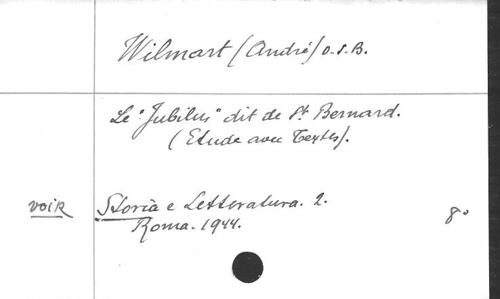 Wilmart (André) O.S.B.
Le "Jubilus" dit de St. Bernard.
(Etude avec Textes).
voir Storia e Letteratura. 2.
Roma. 1944. 8°